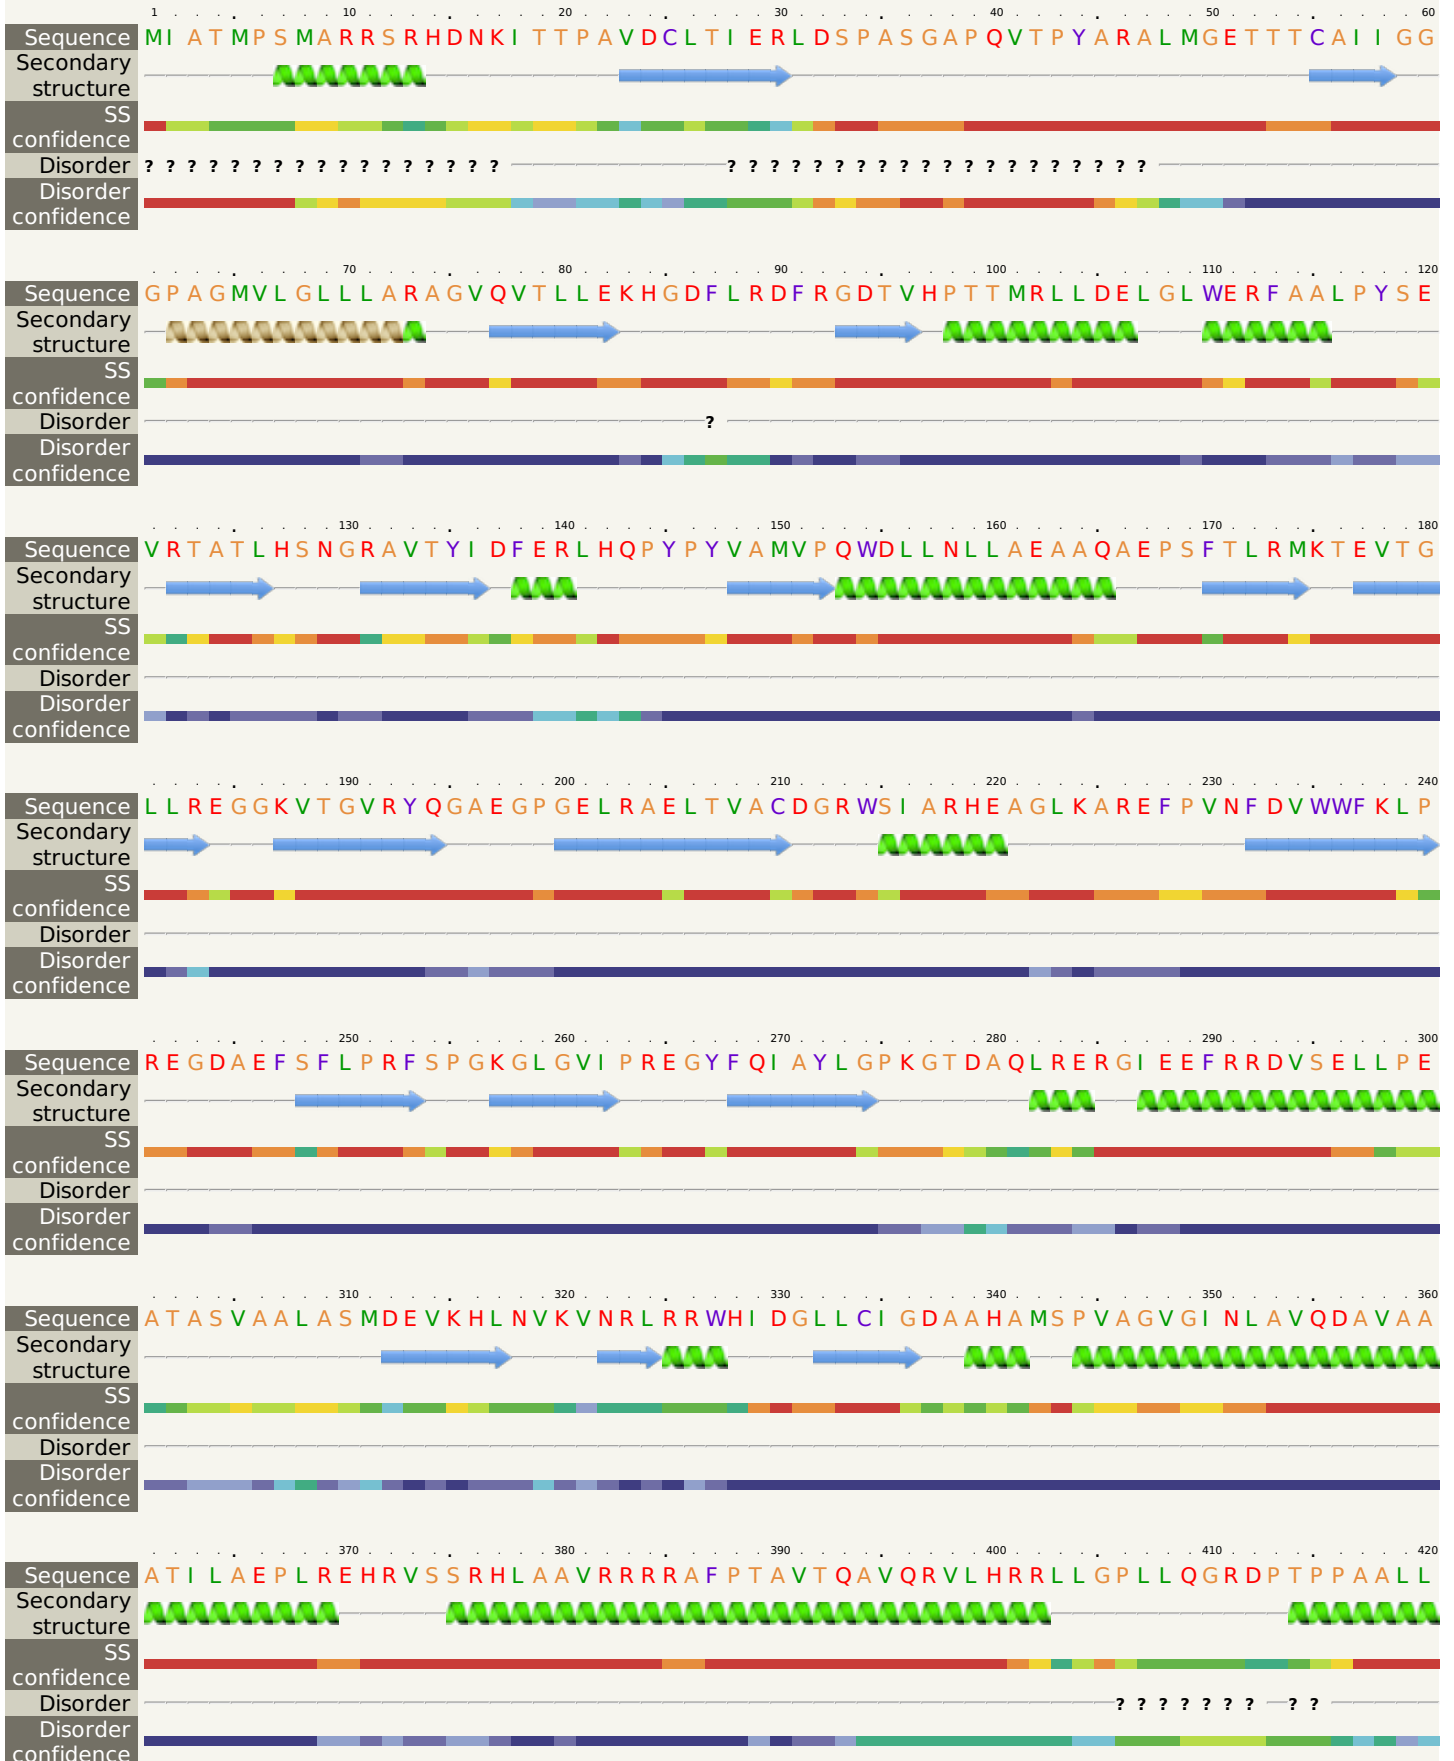 1 10 20 30 40 50 60
Sequence MIATMPSMARRSRHDNKITTPAVDCLTIERLDSPASGAPQVTPYARALMGETTTCAIIGG
Secondary
structure
SS
confidence
Disorder ? ? ? ? ? ? ? ? ? ? ? ? ? ? ? ? ? ? ? ? ? ? ? ? ? ? ? ? ? ? ? ? ? ? ? ? ?
Disorder
confidence
70 80 90 100 110 120
Sequence GPAGMVLGLLLARAGVQVTLLEKHGDFLRDFRGDTVHPTTMRLLDELGLWERFAALPYSE
Secondary
structure
SS
confidence
Disorder ?
Disorder
confidence
130 140 150 160 170 180
Sequence VRTATLHSNGRAVTYIDFERLHQPYPYVAMVPQWDLLNLLAEAAQAEPSFTLRMKTEVTG
Secondary
structure
SS
confidence
Disorder
Disorder
confidence
190 200 210 220 230 240
Sequence LLREGGKVTGVRYQGAEGPGELRAELTVACDGRWSIARHEAGLKAREFPVNFDVWWFKLP
Secondary
structure
SS
confidence
Disorder
Disorder
confidence
250 260 270 280 290 300
Sequence REGDAEFSFLPRFSPGKGLGVIPREGYFQIAYLGPKGTDAQLRERGIEEFRRDVSELLPE
Secondary
structure
SS
confidence
Disorder
Disorder
confidence
310 320 330 340 350 360
Sequence ATASVAALASMDEVKHLNVKVNRLRRWHIDGLLCIGDAAHAMSPVAGVGINLAVQDAVAA
Secondary
structure
SS
confidence
Disorder
Disorder
confidence
370 380 390 400 410 420
Sequence ATILAEPLREHRVSSRHLAAVRRRRAFPTAVTQAVQRVLHRRLLGPLLQGRDPTPPAALL
Secondary
structure
SS
confidence
Disorder ? ? ? ? ? ? ? ? ?
Disorder
confidence